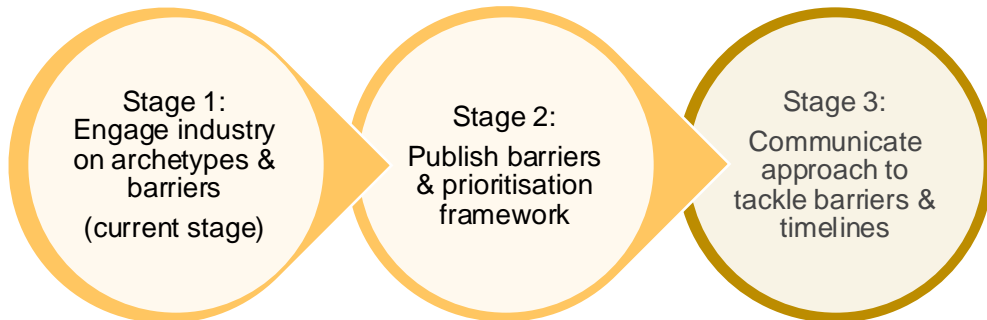 Stage 1:
Engage industry
on archetypes &
barriers
(current stage)
Stage 2:
Publish barriers
& prioritisation
framework
Stage 3:
Communicate
approach to
tackle barriers &
timelines